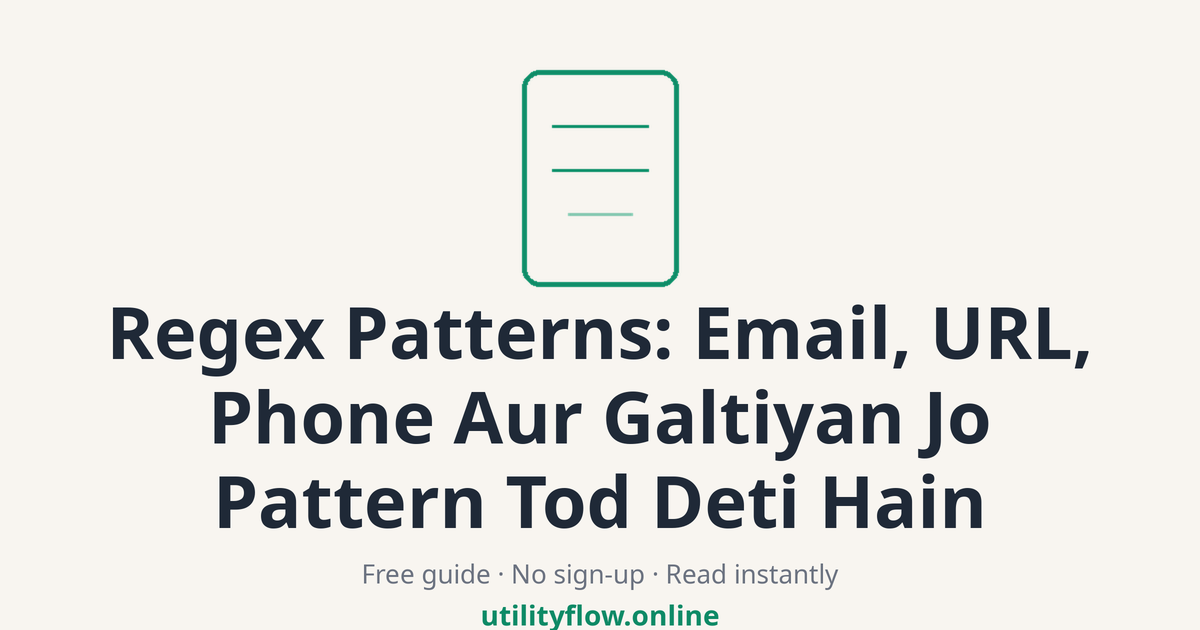 Regex Patterns: Email, URL,
Phone Aur Galtiyan Jo
Pattern Tod Deti Hain
Free guide · No sign-up · Read instantly
utilityflow.online